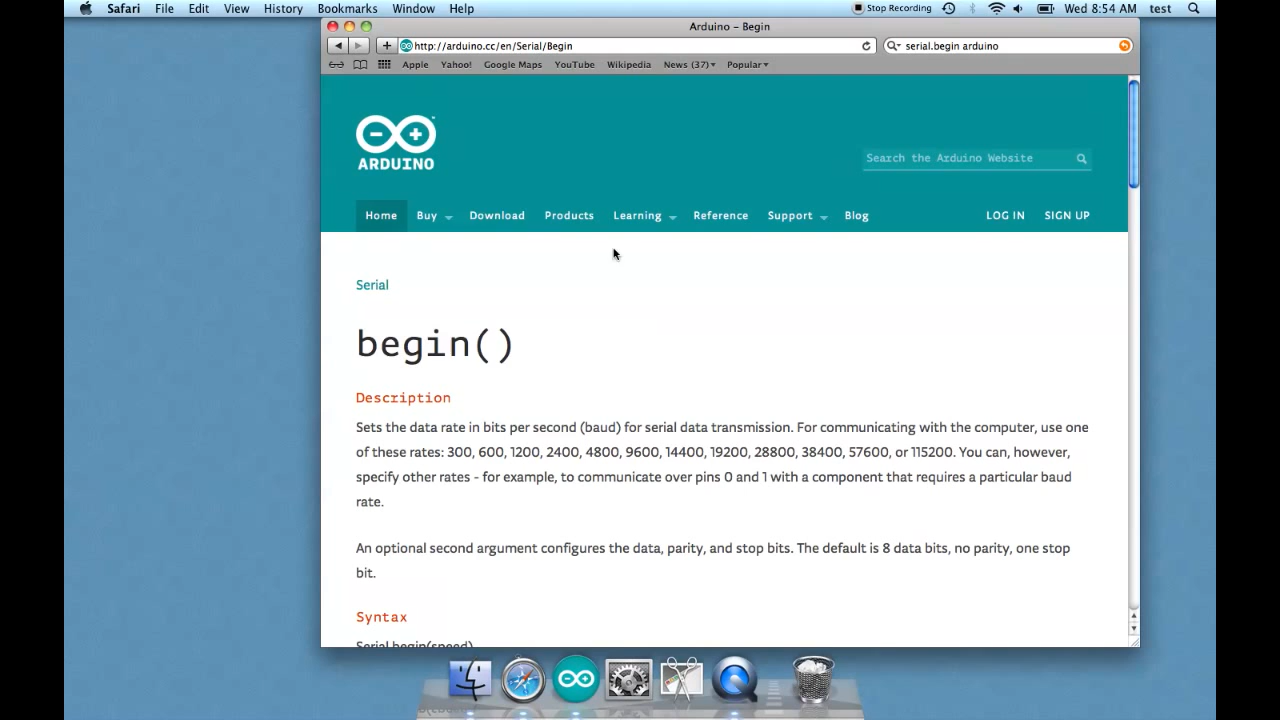 Safari File Edit View History Bookmarks Window Help Stop Recording Wed 8:54 AM test
Arduino – Begin
http://arduino.cc/en/Serial/Begin serial.begin arduino
Apple Yahoo! Google Maps YouTube Wikipedia News (37) Popular
ARDUINO
Search the Arduino Website
Home Buy Download Products Learning Reference Support Blog LOG IN SIGN UP
Serial
begin()
Description
Sets the data rate in bits per second (baud) for serial data transmission. For communicating with the computer, use one
of these rates: 300, 600, 1200, 2400, 4800, 9600, 14400, 19200, 28800, 38400, 57600, or 115200. You can, however,
specify other rates - for example, to communicate over pins 0 and 1 with a component that requires a particular baud
rate.
An optional second argument configures the data, parity, and stop bits. The default is 8 data bits, no parity, one stop
bit.
Syntax
Serial.begin(speed)